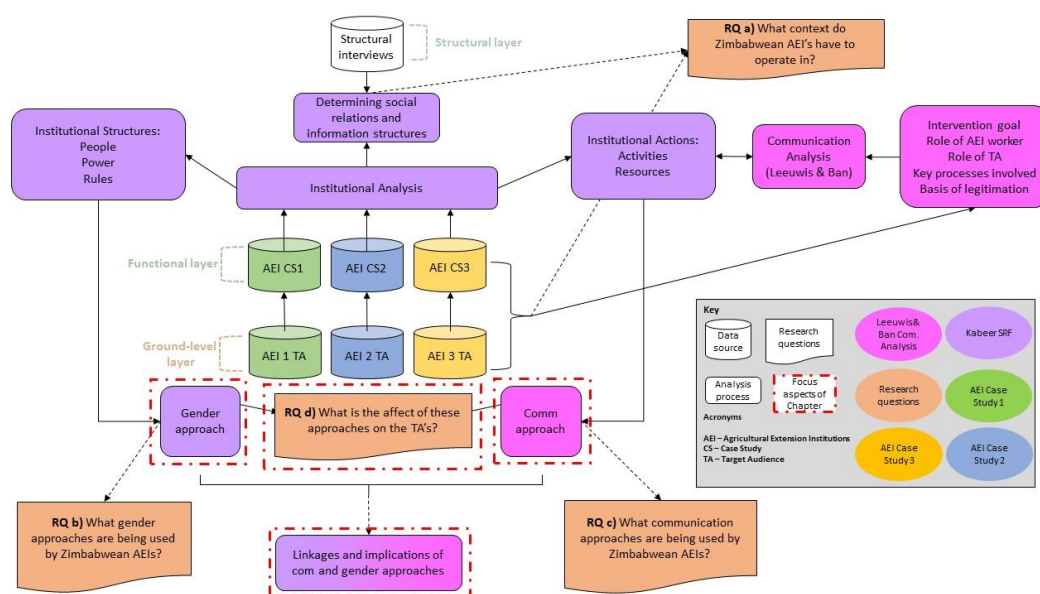 Structural
interviews
Structural layer
RQ a) What context do
Zimbabwean AEI's have to
operate in?
Determining social
relations and
information structures
Institutional Structures:
People
Power
Rules
Institutional Actions:
Activities
Resources
Communication
Analysis
(Leeuwis & Ban)
Intervention goal
Role of AEI worker
Role of TA
Key processes involved
Basis of legitimation
Institutional Analysis
Functional layer
AEI CS1
AEI CS2
AEI CS3
Ground-level
layer
AEI 1 TA
AEI 2 TA
AEI 3 TA
Gender
approach
RQ d) What is the affect of these
approaches on the TA's?
Comm
approach
RQ b) What gender
approaches are being used
by Zimbabwean AEIs?
Linkages and implications of
com and gender approaches
RQ c) What communication
approaches are being used by
Zimbabwean AEIs?
Key
Data
source
Research
questions
Leeuwis&
Ban Com.
Analysis
Kabeer SRF
Analysis
process
Focus
aspects of
Chapter
Research
questions
AEI Case
Study 1
Acronyms
AEI – Agricultural Extension Institutions
CS – Case Study
TA – Target Audience
AEI Case
Study 3
AEI Case
Study 2